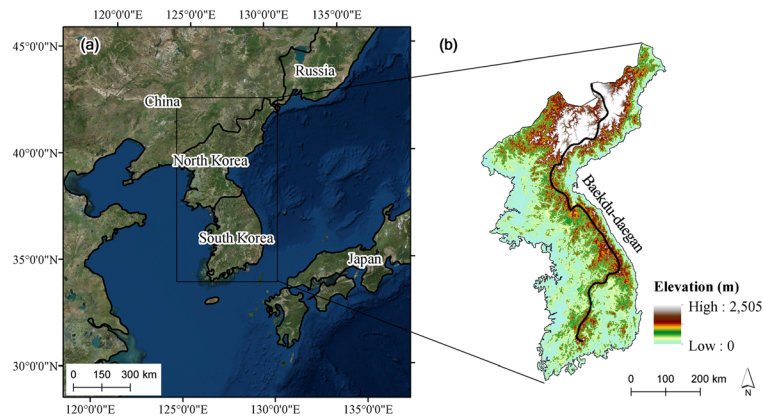 120°0'0"E 125°0'0"E 130°0'0"E 135°0'0"E
45°0'0"N
40°0'0"N
35°0'0"N
30°0'0"N
(a)
Russia
China
North Korea
South Korea
Japan
0 150 300 km
120°0'0"E 125°0'0"E 130°0'0"E 135°0'0"E
(b)
Baekdu-daegan
Elevation (m)
High : 2,505
Low : 0
0 100 200 km
N